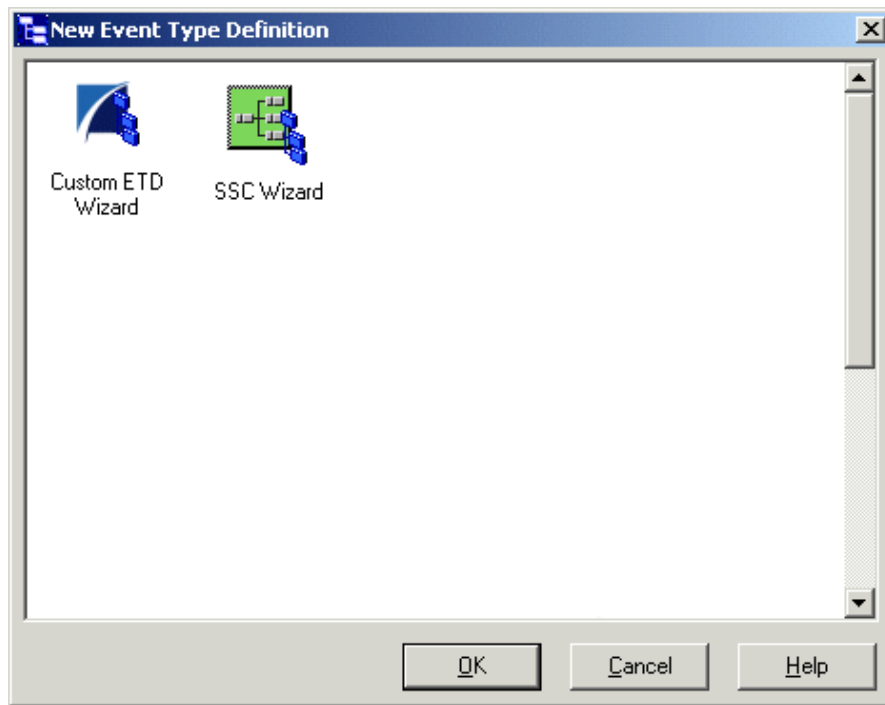 New Event Type Definition
Custom ETD
Wizard
SSC Wizard
OK
Cancel
Help